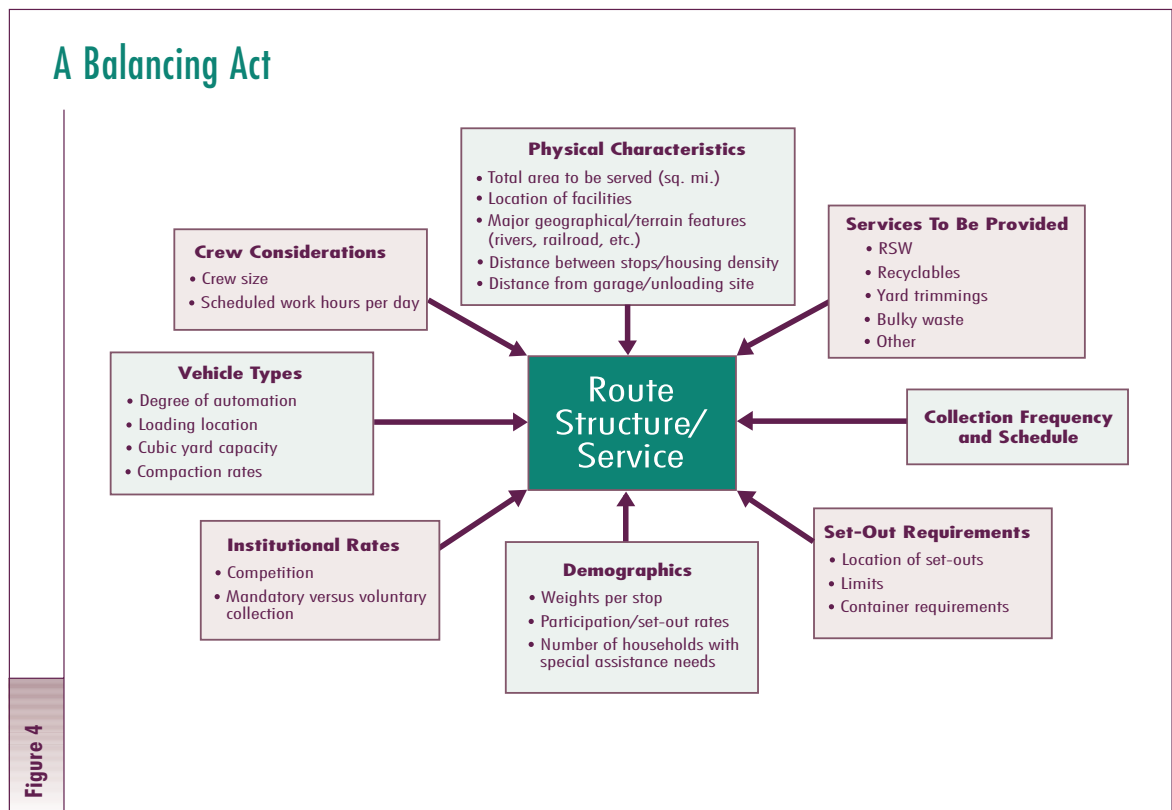 A Balancing Act
Physical Characteristics
• Total area to be served (sq. mi.)
• Location of facilities
• Major geographical/terrain features
(rivers, railroad, etc.)
• Distance between stops/housing density
• Distance from garage/unloading site
Services To Be Provided
• RSW
• Recyclables
• Yard trimmings
• Bulky waste
• Other
Crew Considerations
• Crew size
• Scheduled work hours per day
Vehicle Types
• Degree of automation
• Loading location
• Cubic yard capacity
• Compaction rates
Route
Structure/
Service
Collection Frequency
and Schedule
Institutional Rates
• Competition
• Mandatory versus voluntary
collection
Demographics
• Weights per stop
• Participation/set-out rates
• Number of households with
special assistance needs
Set-Out Requirements
• Location of set-outs
• Limits
• Container requirements
Figure 4